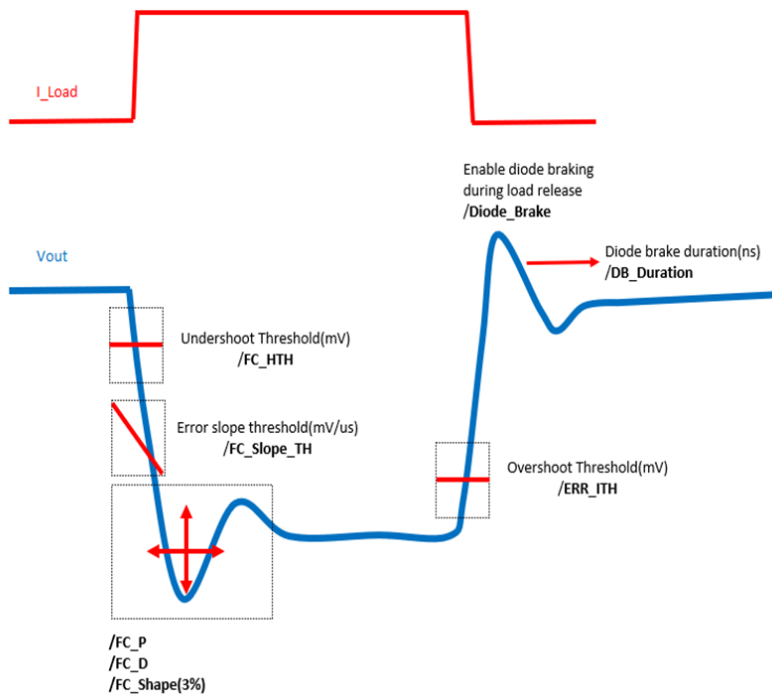 I_Load
Enable diode braking
during load release
/Diode_Brake
Vout
Diode brake duration(ns)
/DB_Duration
Undershoot Threshold(mV)
/FC_HTH
Error slope threshold(mV/us)
/FC_Slope_TH
Overshoot Threshold(mV)
/ERR_ITH
/FC_P
/FC_D
/FC_Shape(3%)